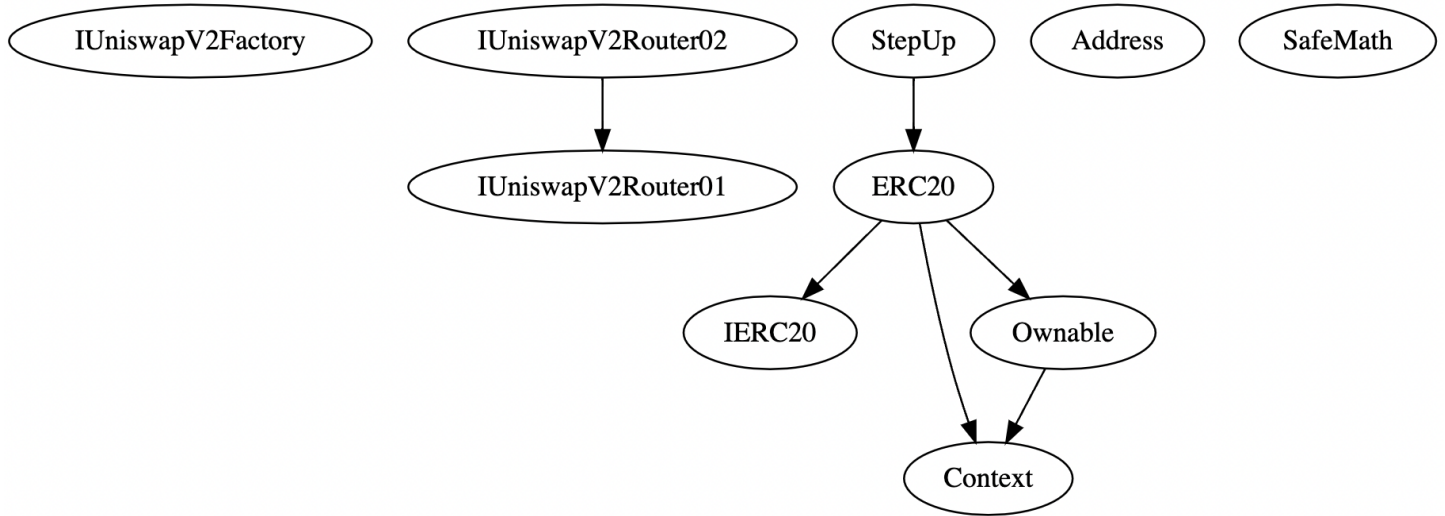 IUniswapV2Factory
IUniswapV2Router02
StepUp
Address
SafeMath
IUniswapV2Router01
ERC20
IERC20
Ownable
Context